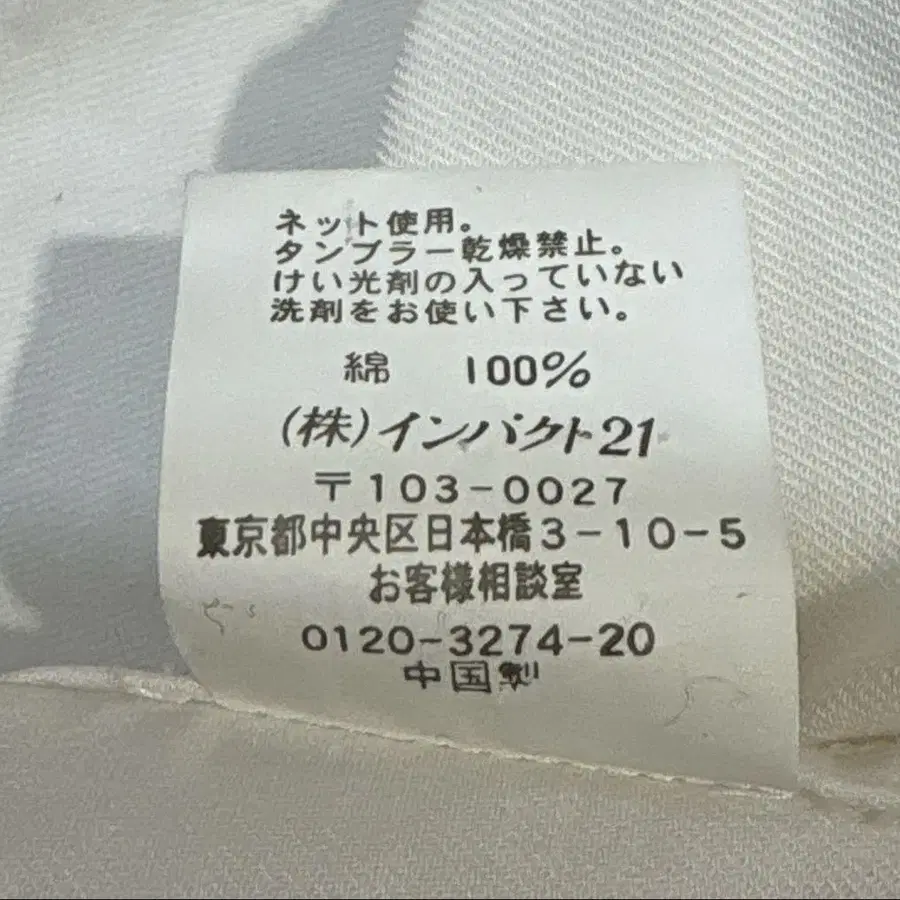 ネット使用。
タンブラー乾燥禁止。
けい光剤の入っていない
洗剤をお使い下さい。
綿 100%
(株)インパクト21
〒103-0027
東京都中央区日本橋3-10-5
お客様相談室
0120-3274-20
中国製